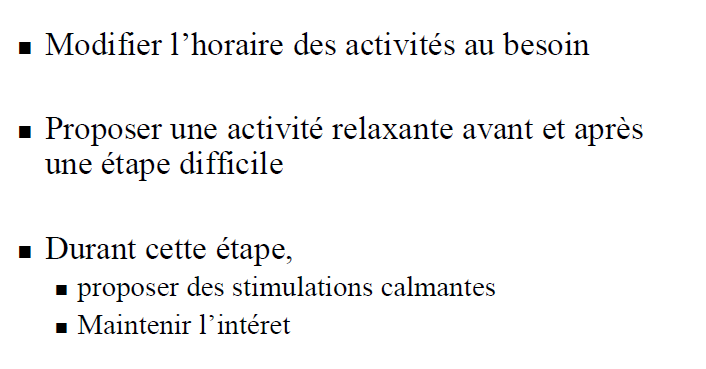 ▪ Modifier l’horaire des activités au besoin
▪ Proposer une activité relaxante avant et après
une étape difficile
▪ Durant cette étape,
▪ proposer des stimulations calmantes
▪ Maintenir l’intéret